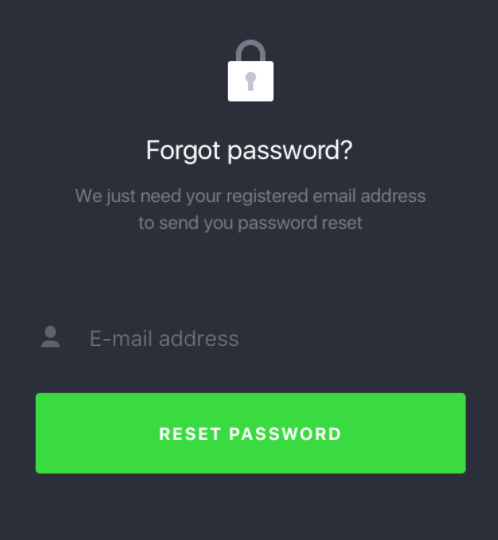 Forgot password?
We just need your registered email address
to send you password reset
E-mail address
RESET PASSWORD